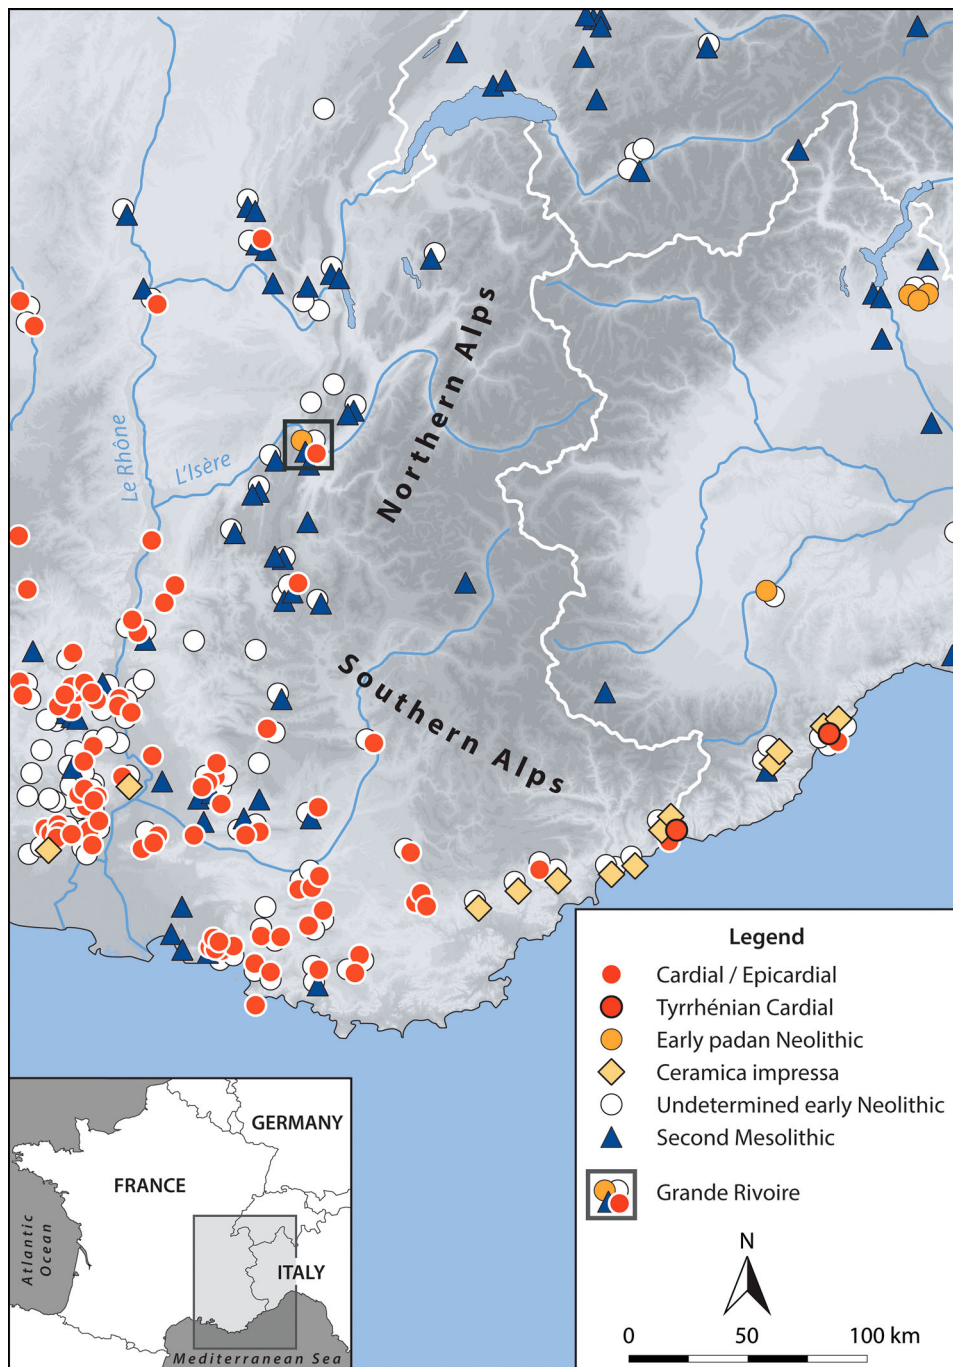 Northern Alps
Le Rhône
L'Isère
Southern Alps
Legend
Cardial / Epicardial
Tyrrhénian Cardial
Early padan Neolithic
Ceramica impressa
Undetermined early Neolithic
Second Mesolithic
Grande Rivoire
N
0 50 100 km
GERMANY
FRANCE
Atlantic
Ocean
ITALY
Mediterranean Sea